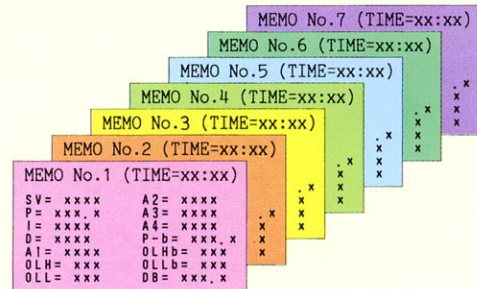 MEMO No.7 (TIME=xx:xx)
MEMO No.6 (TIME=xx:xx)
MEMO No.5 (TIME=xx:xx)
MEMO No.4 (TIME=xx:xx)
MEMO No.3 (TIME=xx:xx)
MEMO No.2 (TIME=xx:xx)
MEMO No.1 (TIME=xx:xx)
SV= xxxx A2= xxxx
P= xxx.x A3= xxxx
I= xxxx A4= xxxx
D= xxxx P-b= xxx.x
A1= xxxx OLHb= xxx
OLH= xxx OLLb= xxx
OLL= xxx DB= xxx.x
.x
x
x
.x
x
x
x
.x
x
x
x
.x
x
x
x
.x
x
x
x
.x
x
x
x